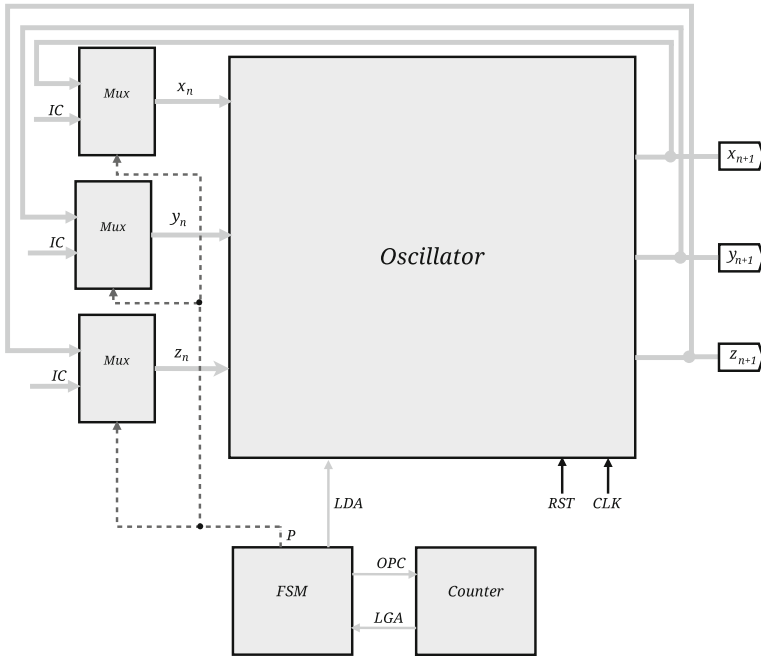 Mux
IC
x_n
Mux
IC
y_n
Mux
IC
z_n
Oscillator
x_{n+1}
y_{n+1}
z_{n+1}
LDA
RST
CLK
P
FSM
OPC
LGA
Counter